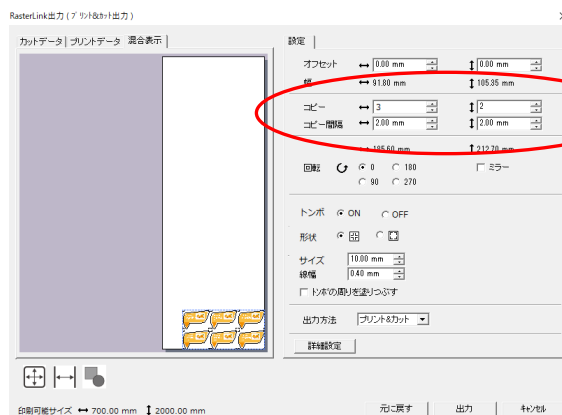 RasterLink出力 (プリント&カット出力)
カットデータ プリントデータ 混合表示
設定
オフセット ↔ 0.00 mm ↕ 0.00 mm
幅 ↔ 91.80 mm ↕ 105.35 mm
コピー ↔ 3 ↕ 2
コピー間隔 ↔ 2.00 mm ↕ 2.00 mm
↔ 185.60 mm ↕ 212.70 mm
回転 0 180 ミラー
90 270
トンボ ON OFF
形状
サイズ 10.00 mm
線幅 0.40 mm
トンボの周りを塗りつぶす
出力方法 プリント&カット
詳細設定
印刷可能サイズ ↔ 700.00 mm ↕ 2000.00 mm
元に戻す 出力 キャンセル